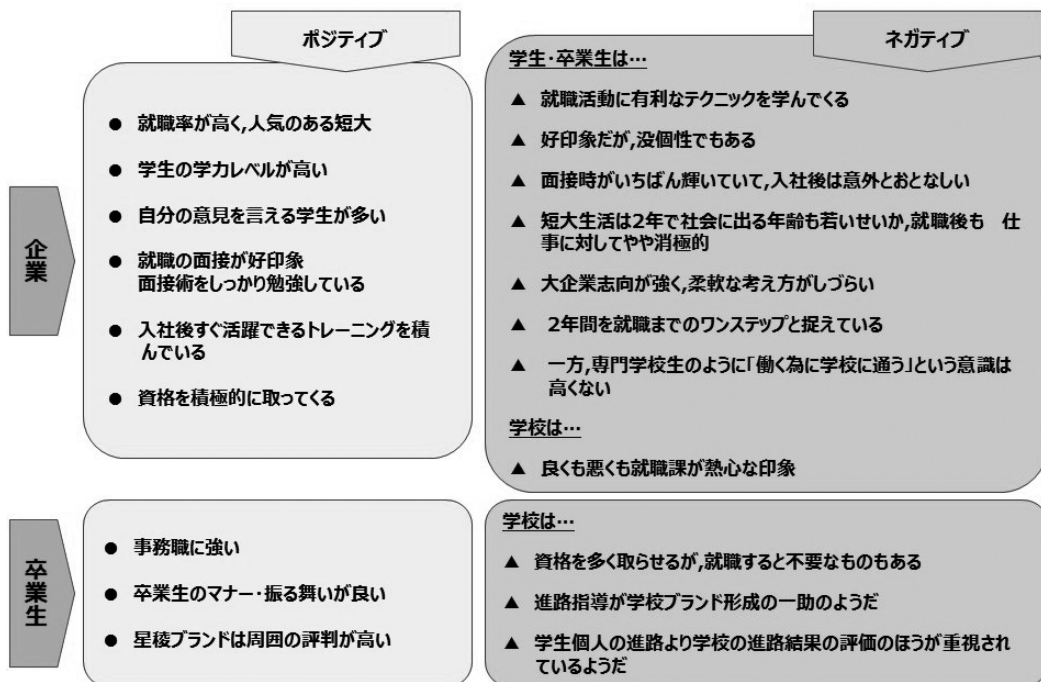 ポジティブ
ネガティブ
企業
● 就職率が高く,人気のある短大
● 学生の学力レベルが高い
● 自分の意見を言える学生が多い
● 就職の面接が好印象
面接術をしっかり勉強している
● 入社後すぐ活躍できるトレーニングを積
んでいる
● 資格を積極的に取ってくる
学生・卒業生は…
▲ 就職活動に有利なテクニックを学んでくる
▲ 好印象だが,没個性でもある
▲ 面接時がいちばん輝いていて,入社後は意外とおとなしい
▲ 短大生活は2年で社会に出る年齢も若いせいか,就職後も 仕
事に対してやや消極的
▲ 大企業志向が強く,柔軟な考え方がしづらい
▲ 2年間を就職までのワンステップと捉えている
▲ 一方,専門学校生のように「働く為に学校に通う」という意識は
高くない
学校は…
▲ 良くも悪くも就職課が熱心な印象
卒業生
● 事務職に強い
● 卒業生のマナー・振る舞いが良い
● 星稜ブランドは周囲の評判が高い
学校は…
▲ 資格を多く取らせるが,就職すると不要なものもある
▲ 進路指導が学校ブランド形成の一助のようだ
▲ 学生個人の進路より学校の進路結果の評価のほうが重視され
ているようだ